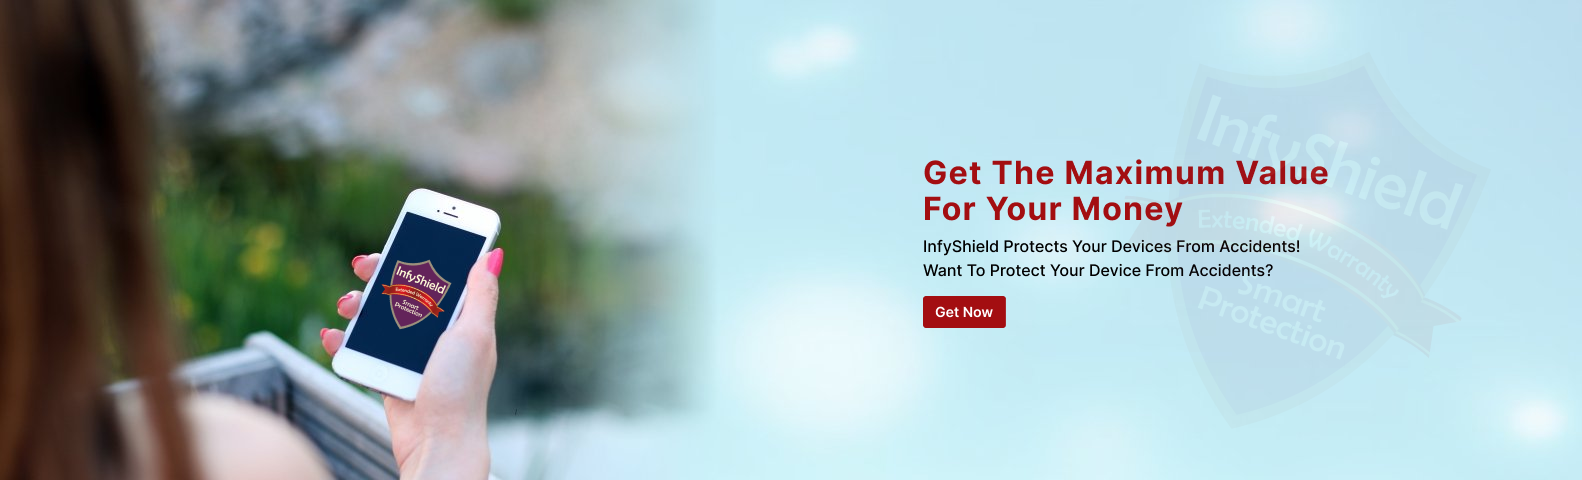 InfyShield
Extended Warranty
Smart
Protection
Get The Maximum Value
For Your Money
InfyShield Protects Your Devices From Accidents!
Want To Protect Your Device From Accidents?
Get Now
InfyShield
Extended Warranty
Smart
Protection